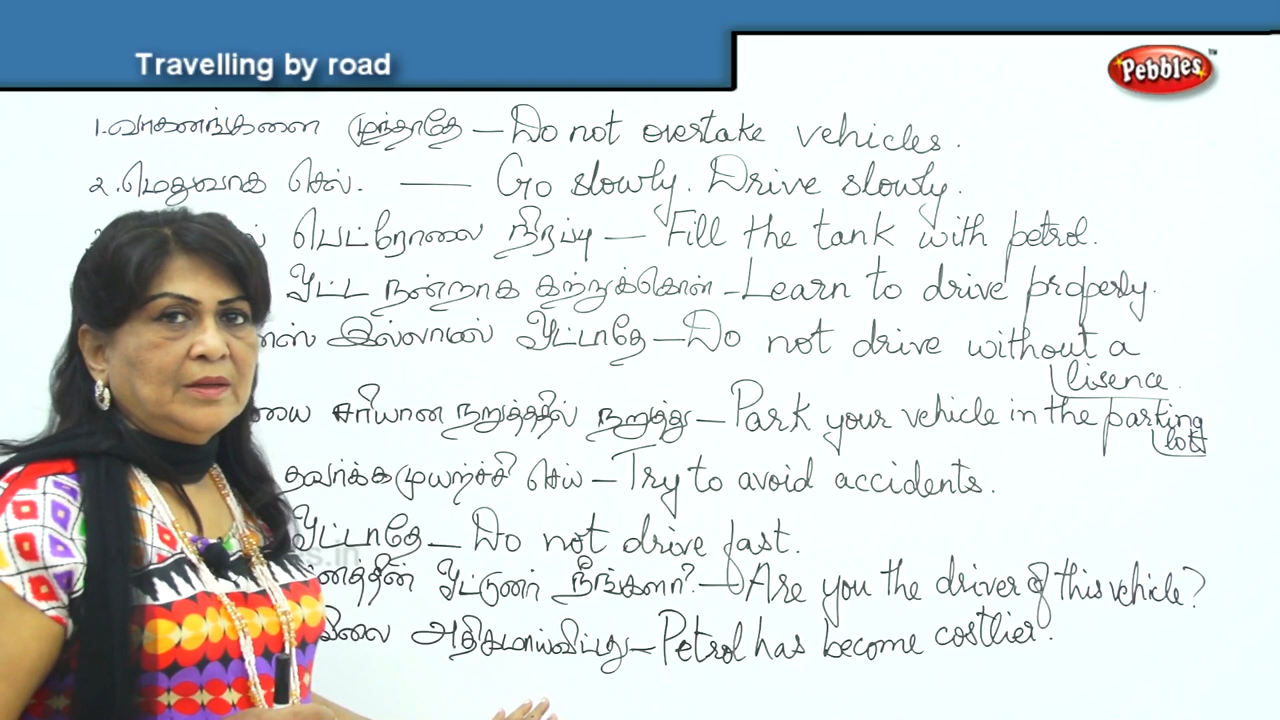 Travelling by road
Pebbles™
1. வாகனங்களை முந்தாதே – Do not overtake vehicles.
2. மெதுவாக செல். — Go slowly. Drive slowly.
பெட்ரோலை நிரப்பு – Fill the tank with petrol.
ஓட்ட நன்றாக கற்றுக்கொள் – Learn to drive properly.
இல்லாமல் ஓட்டாதே – Do not drive without a
lisence.
சரியான – Park your vehicle in the parking
lott
தவிர்க்க முயற்ச்சி செய் – Try to avoid accidents.
ஓட்டாதே – Do not drive fast.
ஓட்டுனர் நீங்களா? – Are you the driver of this vehicle?
விலை அதிகமாய்விட்டது – Petrol has become costlier.